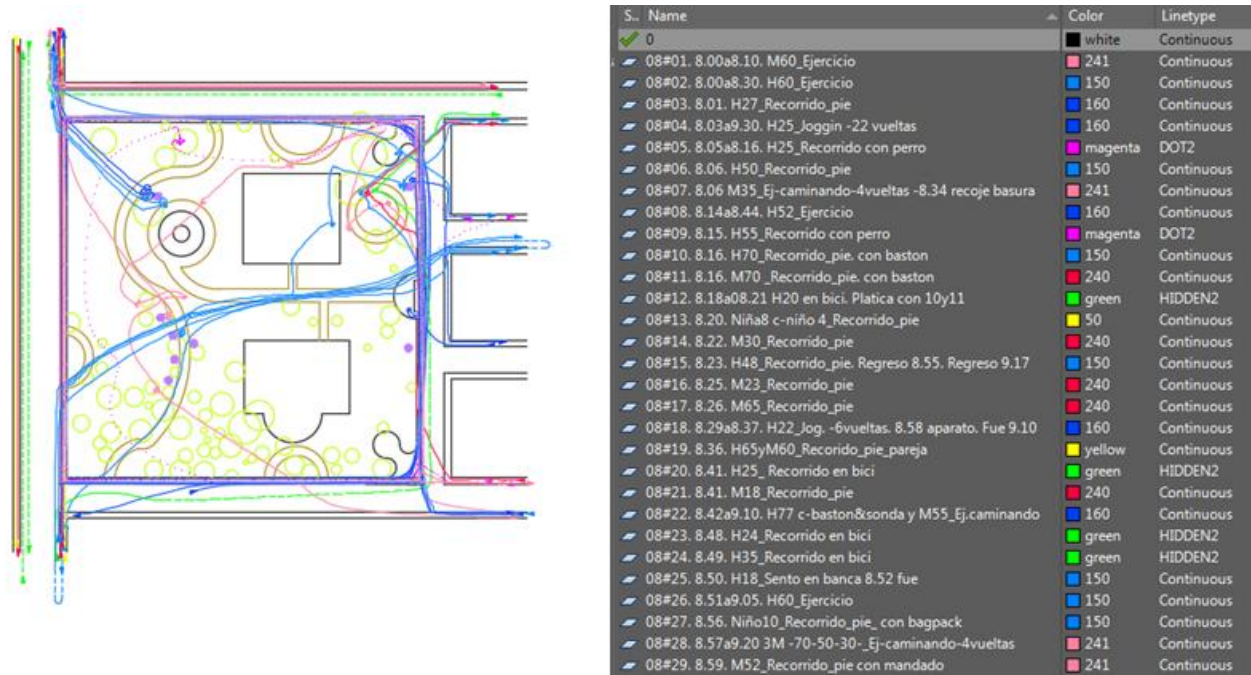 S.. Name Color Linetype
0 white Continuous
08#01. 8.00a8.10. M60_Ejercicio 241 Continuous
08#02. 8.00a8.30. H60_Ejercicio 150 Continuous
08#03. 8.01. H27_Recorrido_pie 160 Continuous
08#04. 8.03a9.30. H25_Joggin -22 vueltas 160 Continuous
08#05. 8.05a8.16. H25_Recorrido con perro magenta DOT2
08#06. 8.06. H50_Recorrido_pie 150 Continuous
08#07. 8.06 M35_Ej-caminando-4vueltas -8.34 recoje basura 241 Continuous
08#08. 8.14a8.44. H52_Ejercicio 160 Continuous
08#09. 8.15. H55_Recorrido con perro magenta DOT2
08#10. 8.16. H70_Recorrido_pie. con baston 150 Continuous
08#11. 8.16. M70 _Recorrido_pie. con baston 240 Continuous
08#12. 8.18a08.21 H20 en bici. Platica con 10y11 green HIDDEN2
08#13. 8.20. Niña8 c-niño 4_Recorrido_pie 50 Continuous
08#14. 8.22. M30_Recorrido_pie 240 Continuous
08#15. 8.23. H48_Recorrido_pie. Regreso 8.55. Regreso 9.17 150 Continuous
08#16. 8.25. M23_Recorrido_pie 240 Continuous
08#17. 8.26. M65_Recorrido_pie 240 Continuous
08#18. 8.29a8.37. H22_Jog. -6vueltas. 8.58 aparato. Fue 9.10 160 Continuous
08#19. 8.36. H65yM60_Recorido_pie_pareja yellow Continuous
08#20. 8.41. H25_ Recorrido en bici green HIDDEN2
08#21. 8.41. M18_Recorrido_pie 240 Continuous
08#22. 8.42a9.10. H77 c-baston&sonda y M55_Ej.caminando 160 Continuous
08#23. 8.48. H24_Recorrido en bici green HIDDEN2
08#24. 8.49. H35_Recorrido en bici green HIDDEN2
08#25. 8.50. H18_Sento en banca 8.52 fue 150 Continuous
08#26. 8.51a9.05. H60_Ejercicio 150 Continuous
08#27. 8.56. Niño10_Recorrido_pie_ con bagpack 150 Continuous
08#28. 8.57a9.20 3M -70-50-30-_Ej-caminando-4vueltas 241 Continuous
08#29. 8.59. M52_Recorrido_pie con mandado 241 Continuous